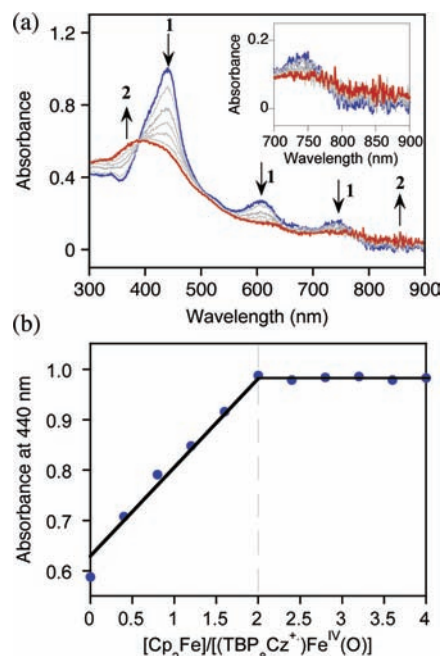 (a)
1.2
0.8
0.4
0
Absorbance
2
1
1
1
2
0.2
0.1
0
Absorbance
700 750 800 850 900
Wavelength (nm)
300 400 500 600 700 800 900
Wavelength (nm)
(b)
1.0
0.9
0.8
0.7
0.6
Absorbance at 440 nm
0 0.5 1 1.5 2 2.5 3 3.5 4
[Cp₂Fe]/[(TBP₈Cz⁺·)Feᴵⱽ(O)]